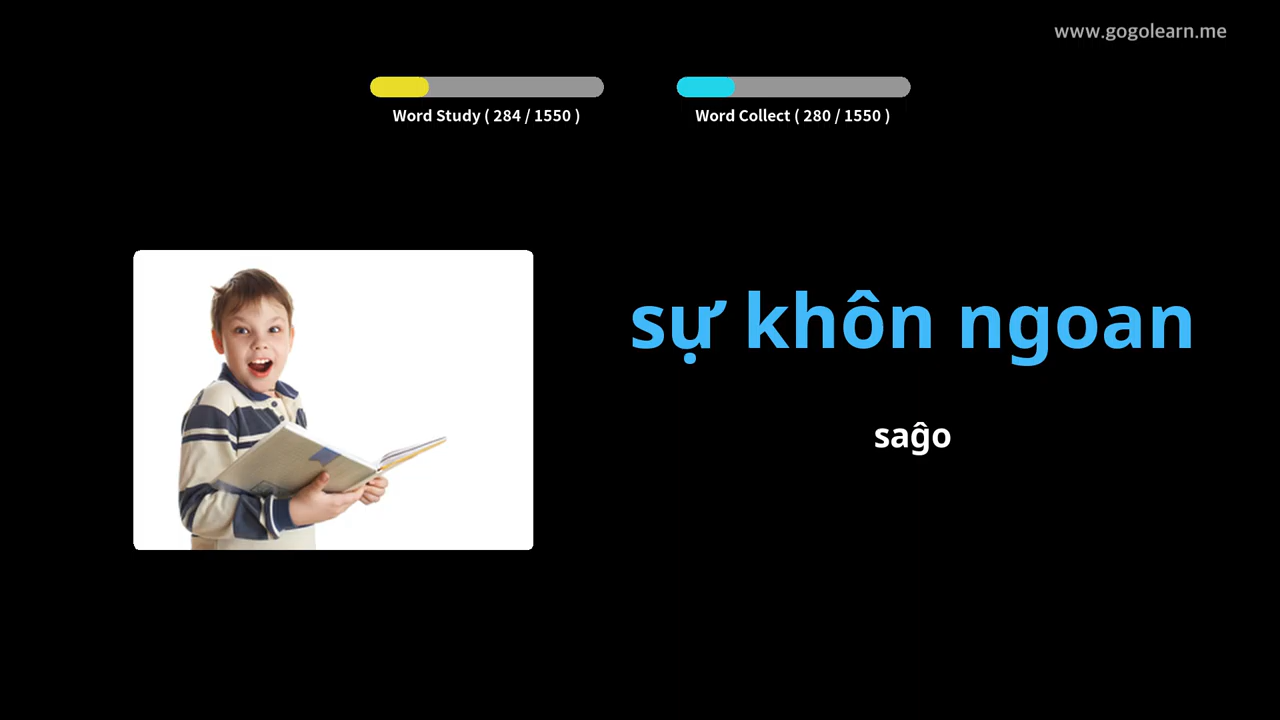 www.gogolearn.me
Word Study ( 284 / 1550 )
Word Collect ( 280 / 1550 )
sự khôn ngoan
saĝo